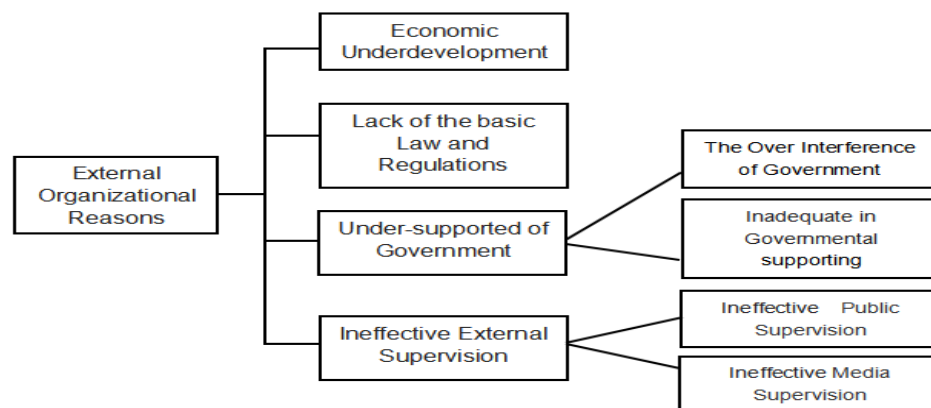 External
Organizational
Reasons
Economic
Underdevelopment
Lack of the basic
Law and
Regulations
Under-supported of
Government
The Over Interference
of Government
Inadequate in
Governmental
supporting
Ineffective External
Supervision
Ineffective Public
Supervision
Ineffective Media
Supervision